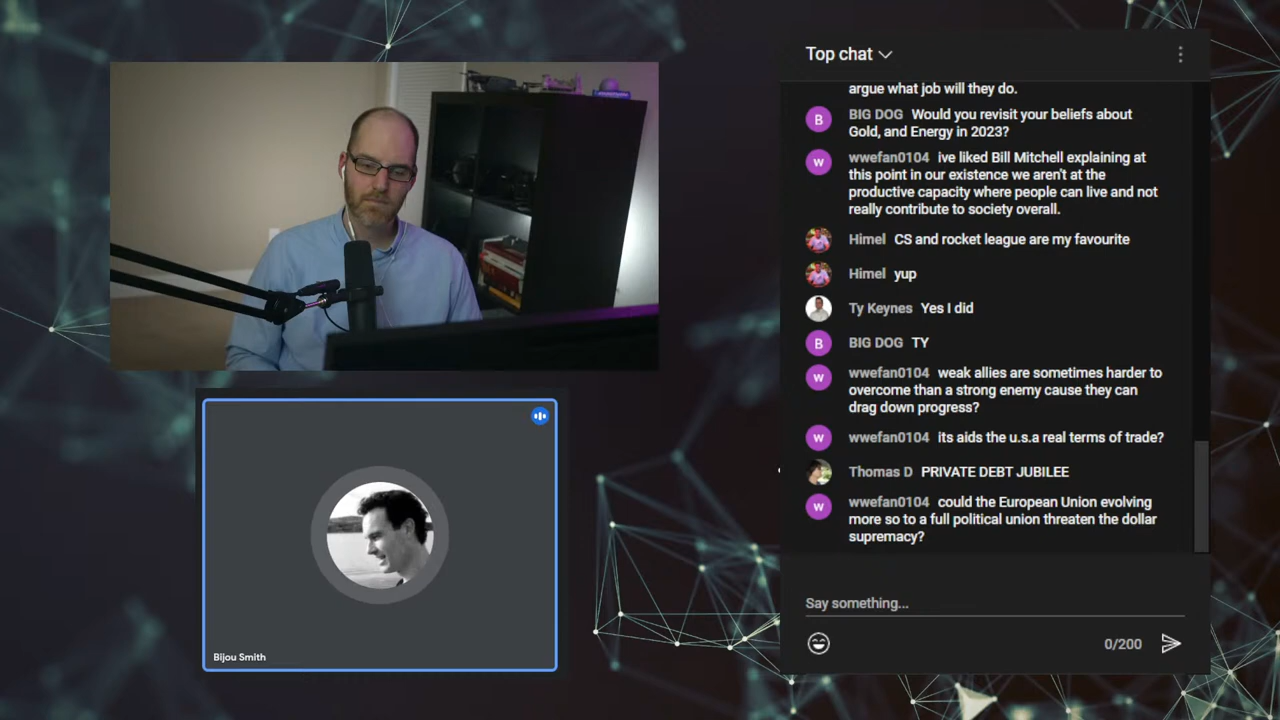 Top chat
argue what job will they do.
B BIG DOG Would you revisit your beliefs about
Gold, and Energy in 2023?
w wwefan0104 ive liked Bill Mitchell explaining at
this point in our existence we aren't at the
productive capacity where people can live and not
really contribute to society overall.
Himel CS and rocket league are my favourite
Himel yup
Ty Keynes Yes I did
B BIG DOG TY
w wwefan0104 weak allies are sometimes harder to
overcome than a strong enemy cause they can
drag down progress?
w wwefan0104 its aids the u.s.a real terms of trade?
Thomas D PRIVATE DEBT JUBILEE
w wwefan0104 could the European Union evolving
more so to a full political union threaten the dollar
supremacy?
Say something...
0/200
Bijou Smith